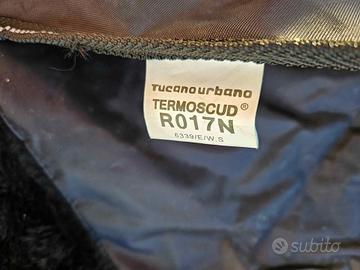 Tucanourbano
TERMOSCUD®
R017N
6339/E/W.S
subito